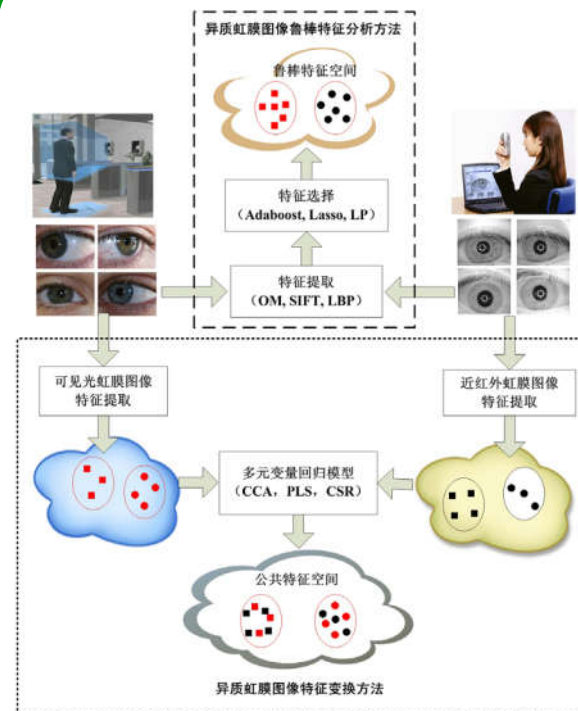 异质虹膜图像鲁棒特征分析方法
鲁棒特征空间
特征选择
（Adaboost, Lasso, LP）
特征提取
（OM, SIFT, LBP）
可见光虹膜图像
特征提取
近红外虹膜图像
特征提取
多元变量回归模型
（CCA，PLS，CSR）
公共特征空间
异质虹膜图像特征变换方法